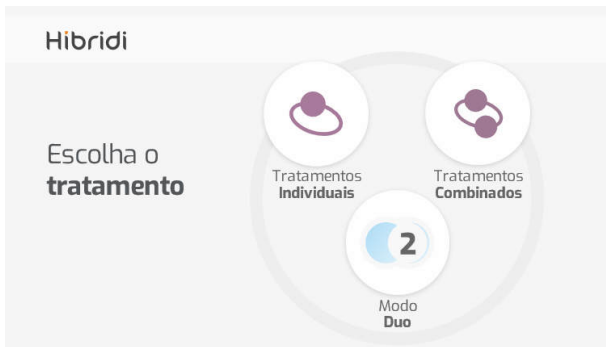 Hibridi
Escolha o
tratamento
Tratamentos
Individuais
Tratamentos
Combinados
2
Modo
Duo